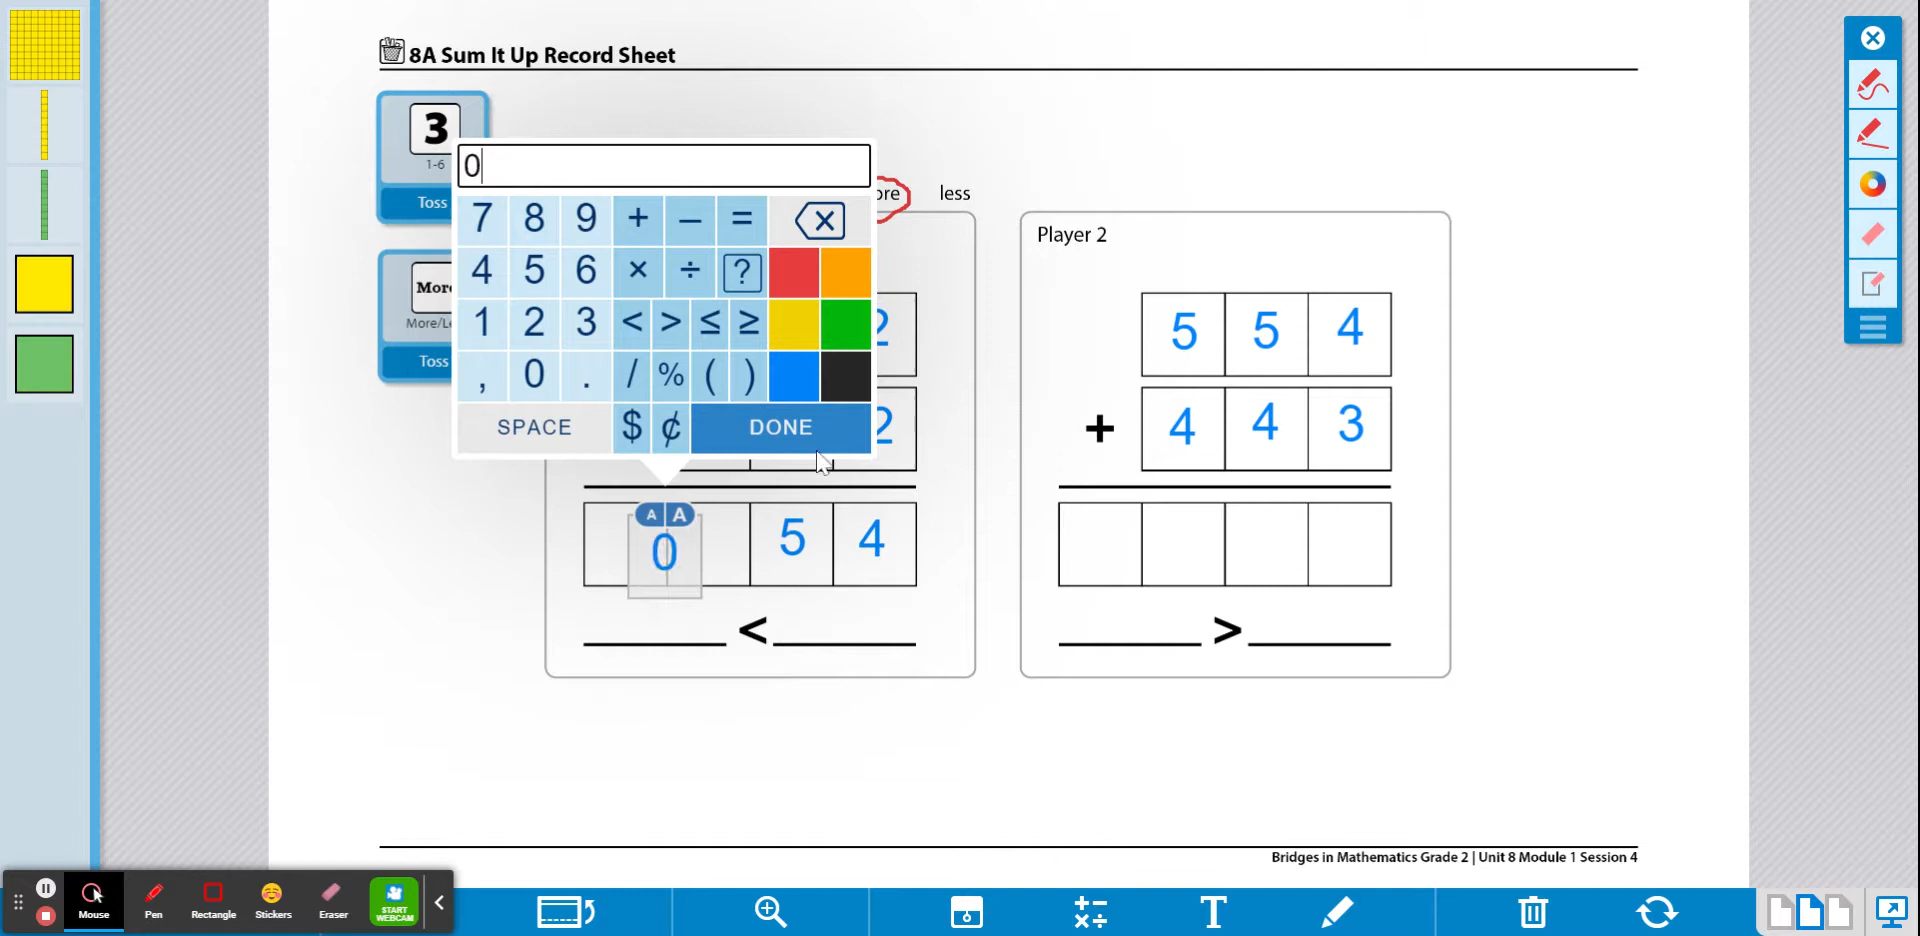 8A Sum It Up Record Sheet
3
1-6
Toss
More
More/Le
Toss
0
7 8 9 + – =
4 5 6 × ÷ ?
1 2 3 < > ≤ ≥
, 0 . / % ( )
SPACE $ ¢ DONE
ore less
2
2
A A
0 5 4
<
Player 2
5 5 4
+ 4 4 3
>
Bridges in Mathematics Grade 2 | Unit 8 Module 1 Session 4
Mouse Pen Rectangle Stickers Eraser START WEBCAM
T